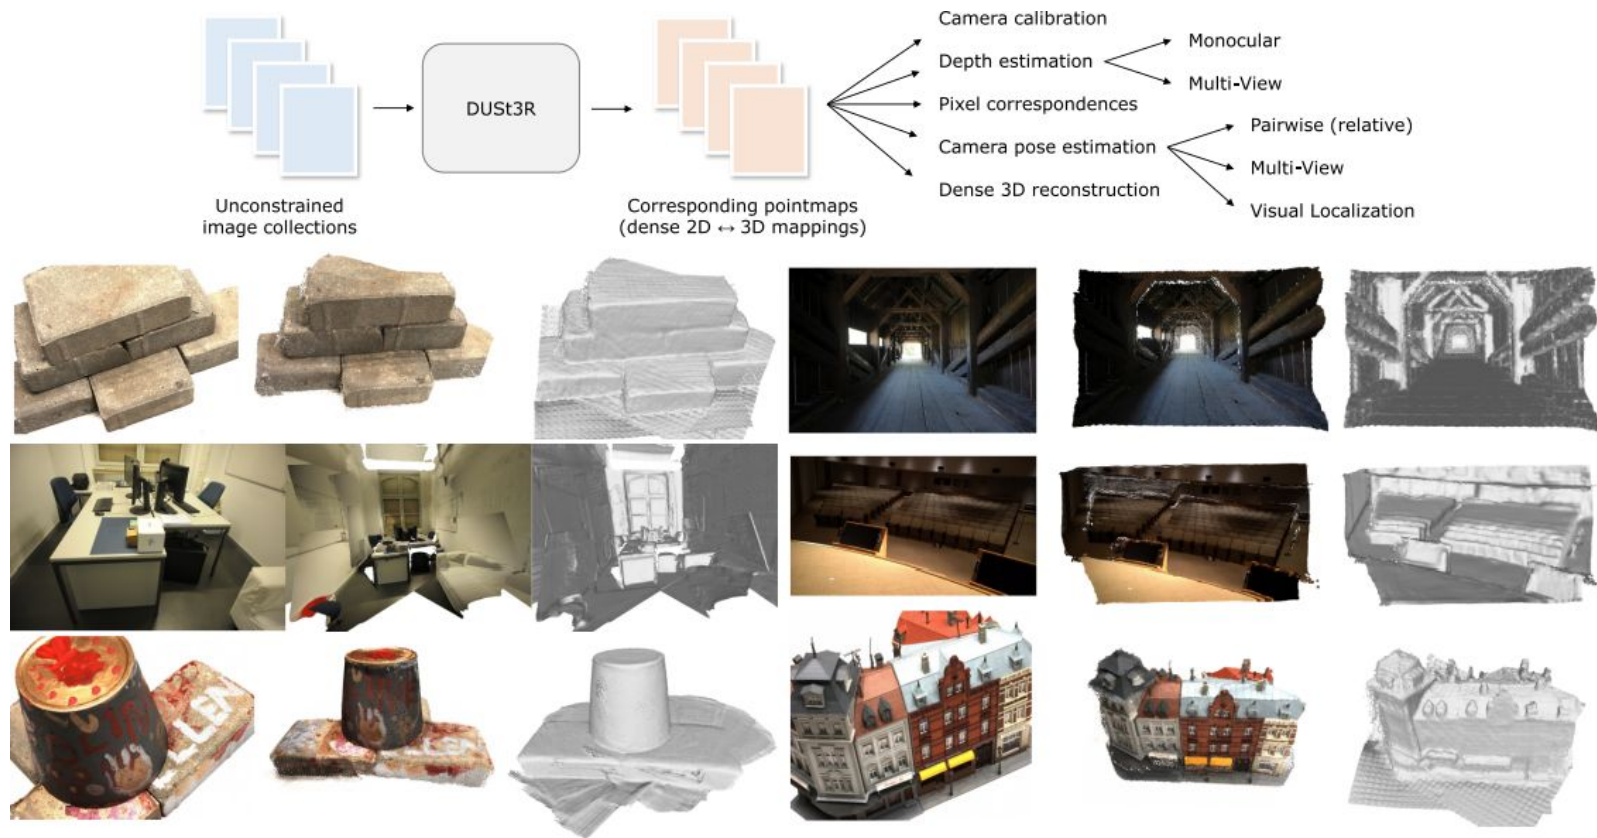 Camera calibration
Depth estimation
Monocular
Multi-View
Pixel correspondences
Camera pose estimation
Pairwise (relative)
Multi-View
Visual Localization
Dense 3D reconstruction
DUSt3R
Unconstrained
image collections
Corresponding pointmaps
(dense 2D ↔ 3D mappings)